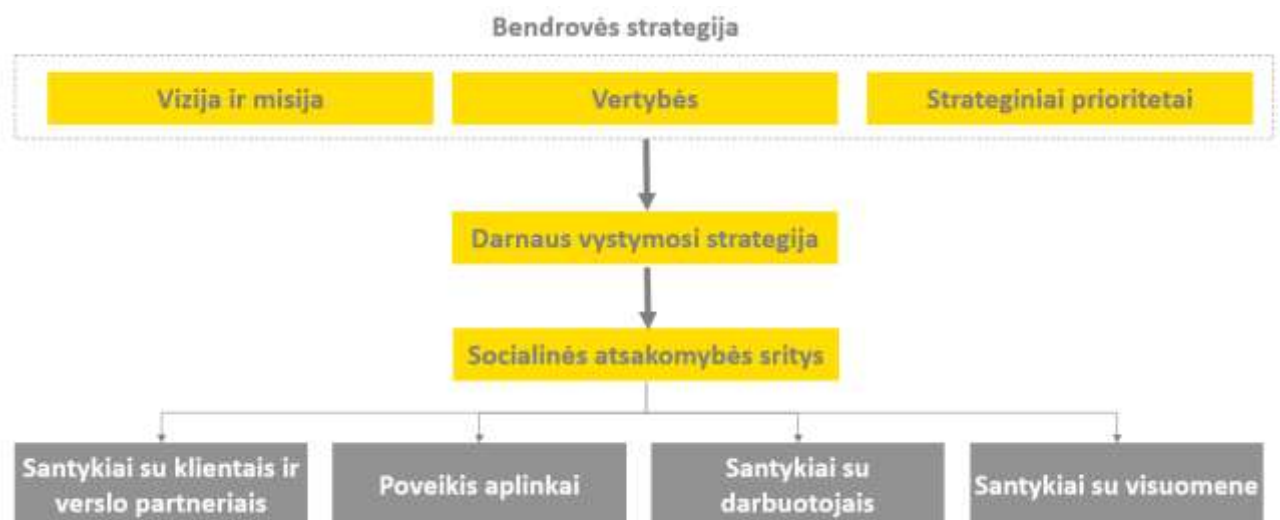 Bendrovės strategija
Vizija ir misija
Vertybės
Strateginiai prioritetai
Darnaus vystymosi strategija
Socialinės atsakomybės sritys
Santykiai su klientais ir
verslo partneriais
Poveikis aplinkai
Santykiai su
darbuotojais
Santykiai su visuomene